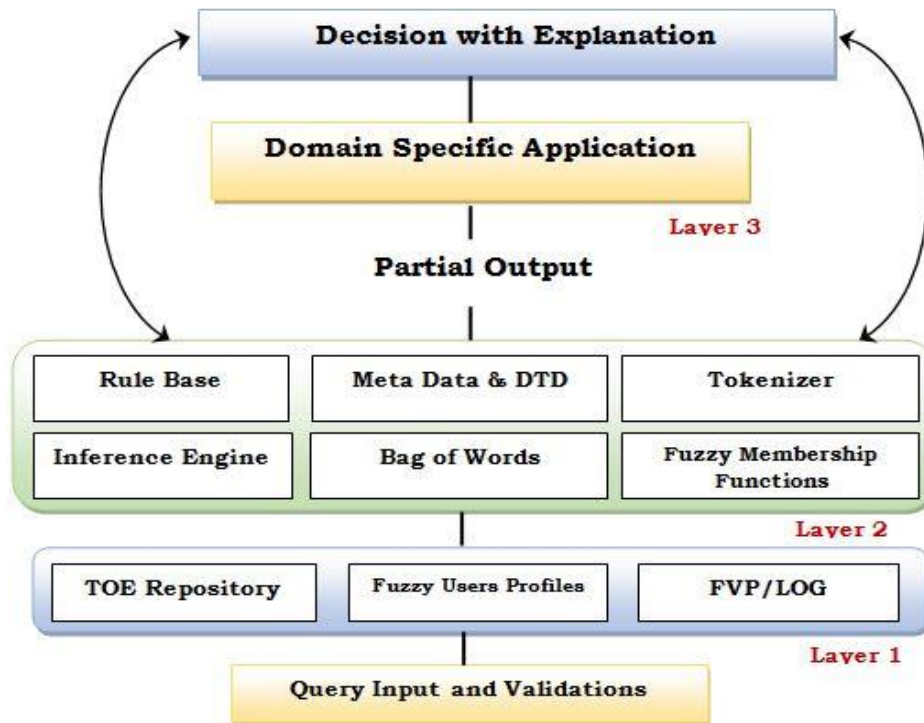 Decision with Explanation
Domain Specific Application
Layer 3
Partial Output
Rule Base
Meta Data & DTD
Tokenizer
Inference Engine
Bag of Words
Fuzzy Membership
Functions
Layer 2
TOE Repository
Fuzzy Users Profiles
FVP/LOG
Layer 1
Query Input and Validations